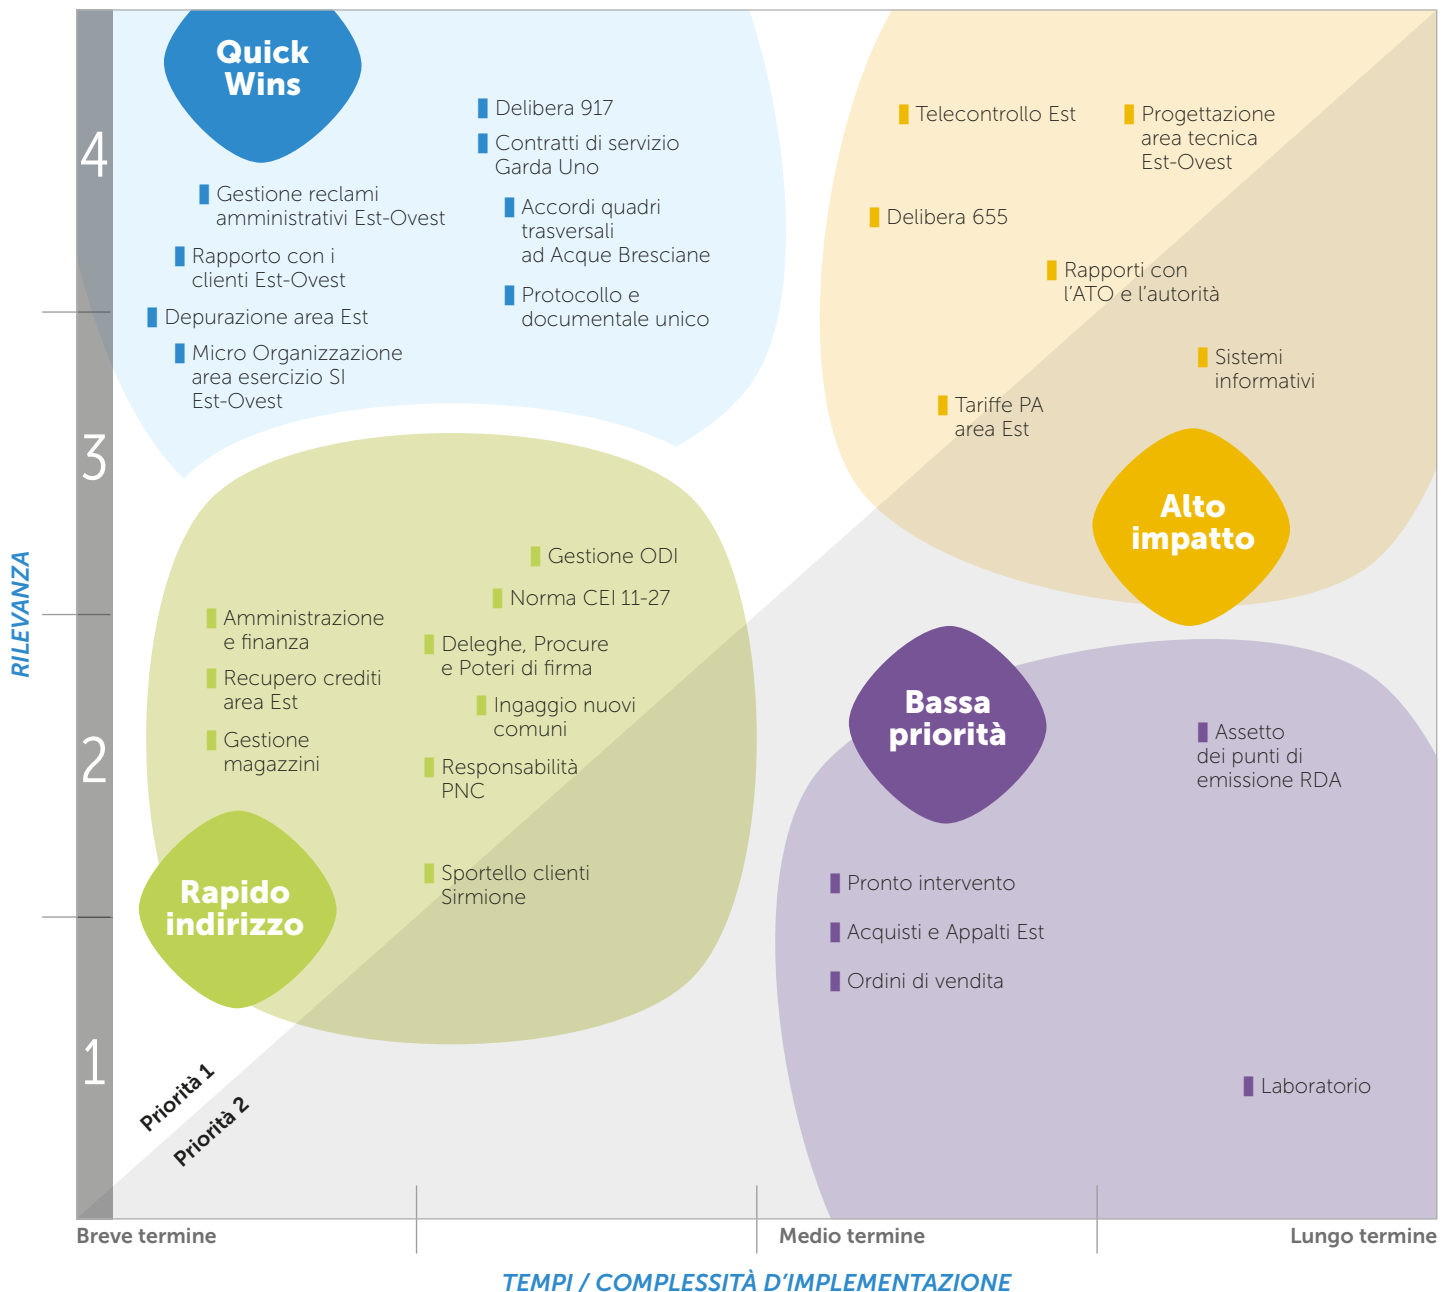 Quick
Wins
Delibera 917
Contratti di servizio
Garda Uno
Gestione reclami
amministrativi Est-Ovest
Accordi quadri
trasversali
ad Acque Bresciane
Rapporto con i
clienti Est-Ovest
Protocollo e
documentale unico
Depurazione area Est
Micro Organizzazione
area esercizio SI
Est-Ovest
Telecontrollo Est
Progettazione
area tecnica
Est-Ovest
Delibera 655
Rapporti con
l’ATO e l’autorità
Sistemi
informativi
Tariffe PA
area Est
Alto
impatto
Gestione ODI
Norma CEI 11-27
Amministrazione
e finanza
Deleghe, Procure
e Poteri di firma
Recupero crediti
area Est
Ingaggio nuovi
comuni
Gestione
magazzini
Responsabilità
PNC
Sportello clienti
Sirmione
Rapido
indirizzo
Bassa
priorità
Assetto
dei punti di
emissione RDA
Pronto intervento
Acquisti e Appalti Est
Ordini di vendita
Laboratorio
4
3
2
1
RILEVANZA
Priorità 1
Priorità 2
Breve termine
Medio termine
Lungo termine
TEMPI / COMPLESSITÀ D’IMPLEMENTAZIONE